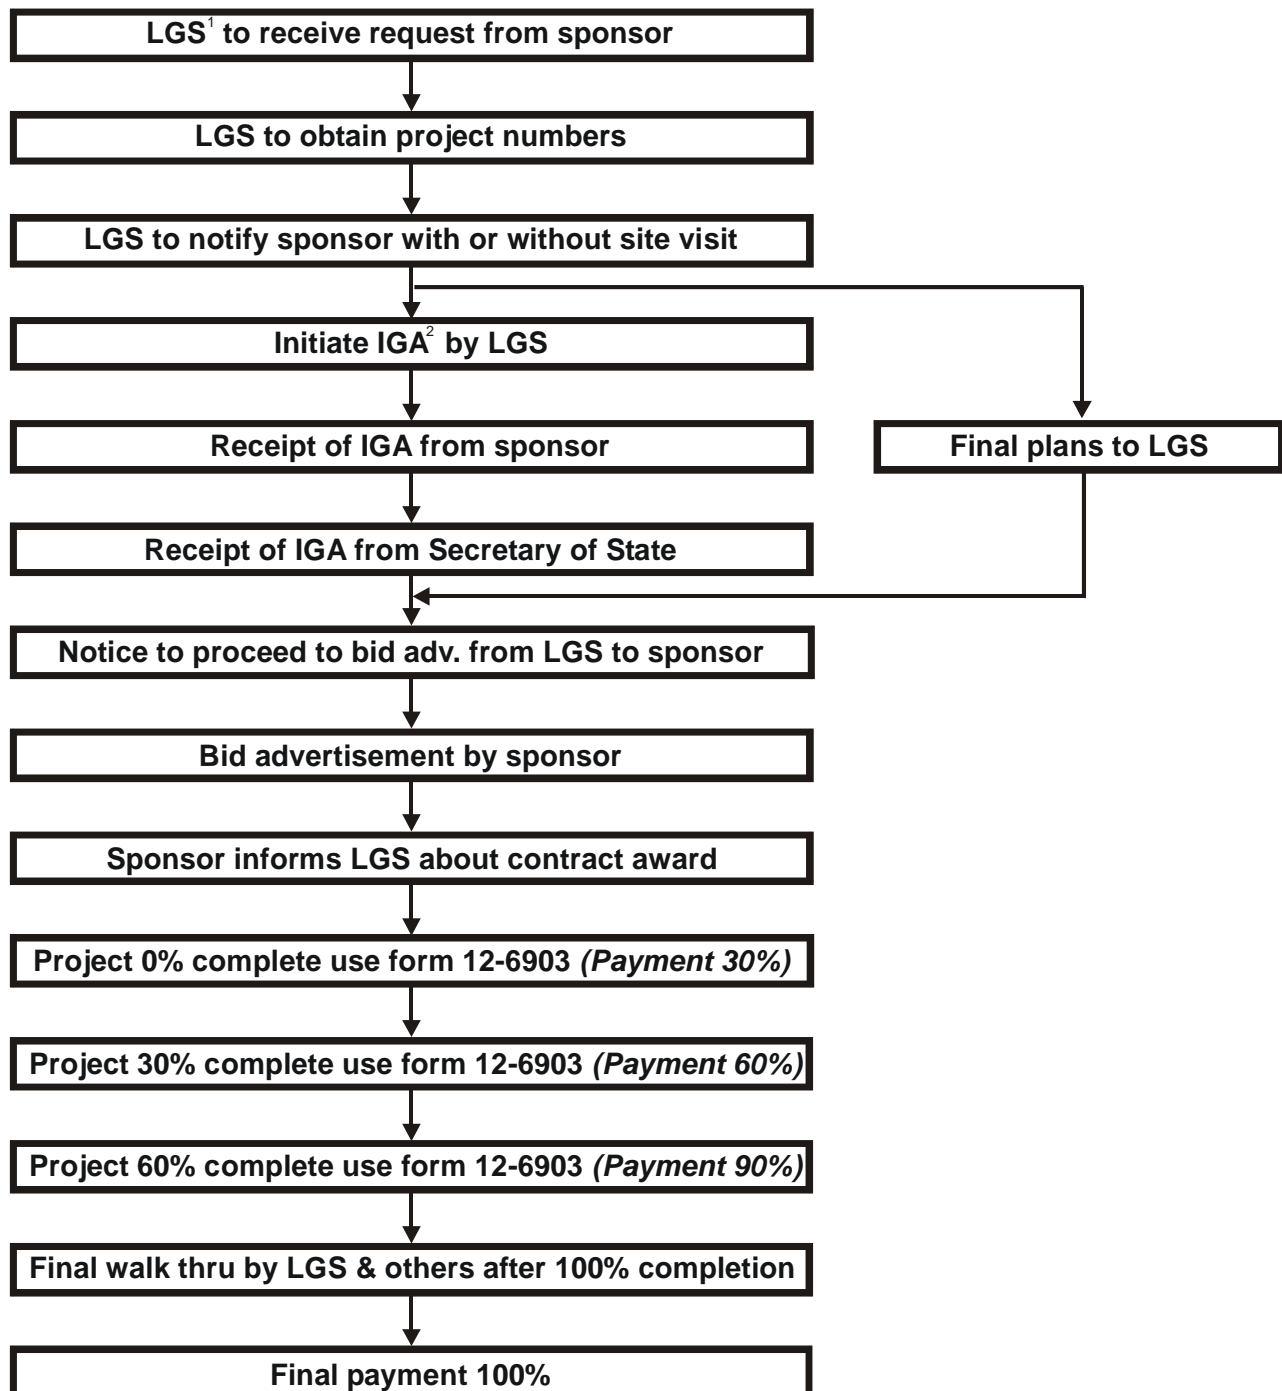 LGS¹ to receive request from sponsor
LGS to obtain project numbers
LGS to notify sponsor with or without site visit
Initiate IGA² by LGS
Receipt of IGA from sponsor
Final plans to LGS
Receipt of IGA from Secretary of State
Notice to proceed to bid adv. from LGS to sponsor
Bid advertisement by sponsor
Sponsor informs LGS about contract award
Project 0% complete use form 12-6903 (Payment 30%)
Project 30% complete use form 12-6903 (Payment 60%)
Project 60% complete use form 12-6903 (Payment 90%)
Final walk thru by LGS & others after 100% completion
Final payment 100%